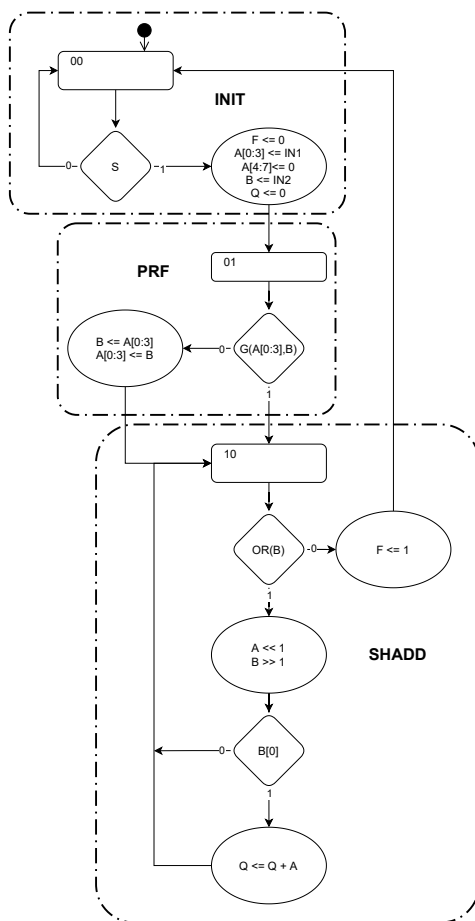 00
INIT
0
S
1
F <= 0
A[0:3] <= IN1
A[4:7]<= 0
B <= IN2
Q <= 0
PRF
01
B <= A[0:3]
A[0:3] <= B
0
G(A[0:3],B)
1
10
OR(B)
0
F <= 1
1
A << 1
B >> 1
SHADD
0
B[0]
1
Q <= Q + A